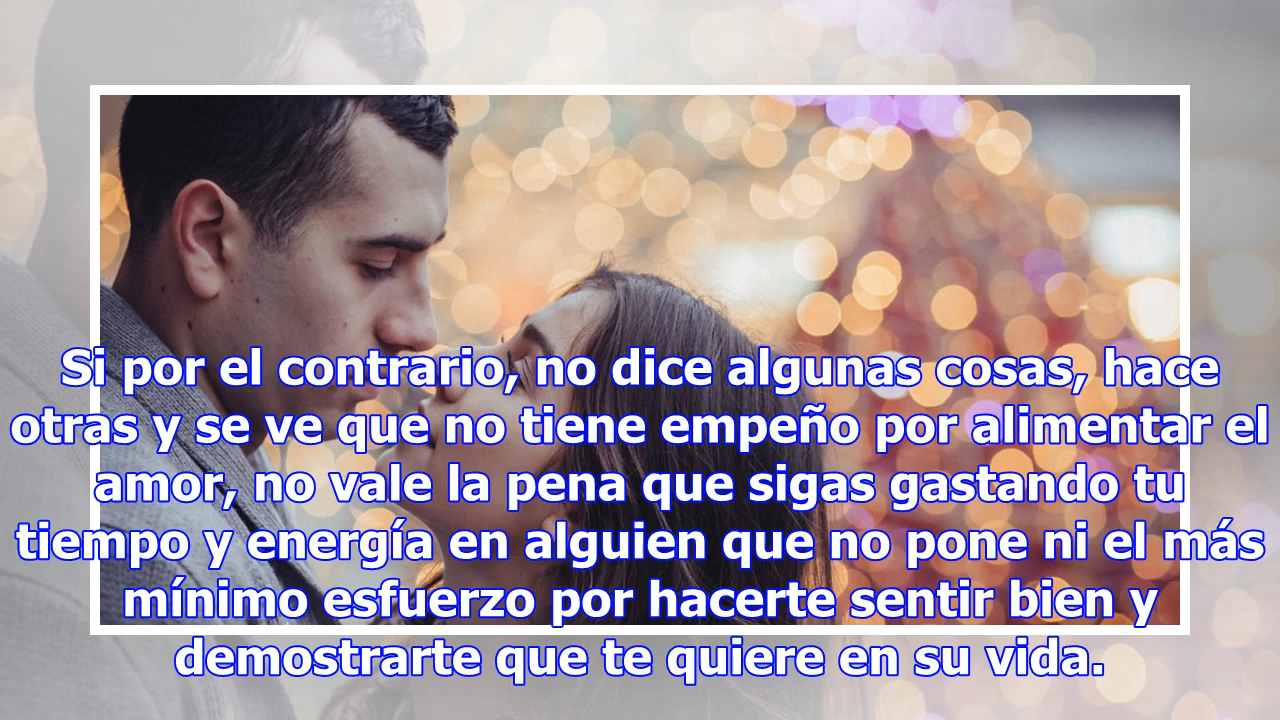 Si por el contrario, no dice algunas cosas, hace
otras y se ve que no tiene empeño por alimentar el
amor, no vale la pena que sigas gastando tu
tiempo y energía en alguien que no pone ni el más
mínimo esfuerzo por hacerte sentir bien y
demostrarte que te quiere en su vida.